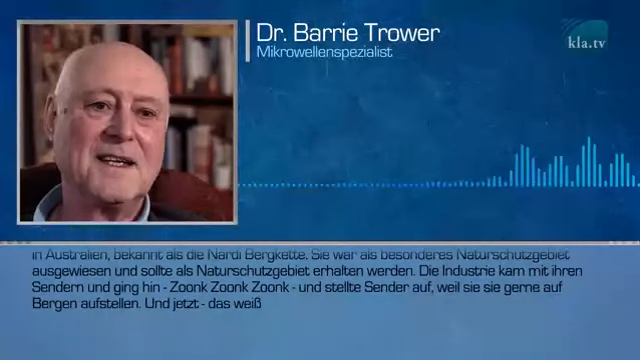 Dr. Barrie Trower
Mikrowellenspezialist
kla.tv
in Australien, bekannt als die Nardi Bergkette. Sie war als besonderes Naturschutzgebiet
ausgewiesen und sollte als Naturschutzgebiet erhalten werden. Die Industrie kam mit ihren
Sendern und ging hin - Zoonk Zoonk Zoonk - und stellte Sender auf, weil sie sie gerne auf
Bergen aufstellen. Und jetzt - das weiß